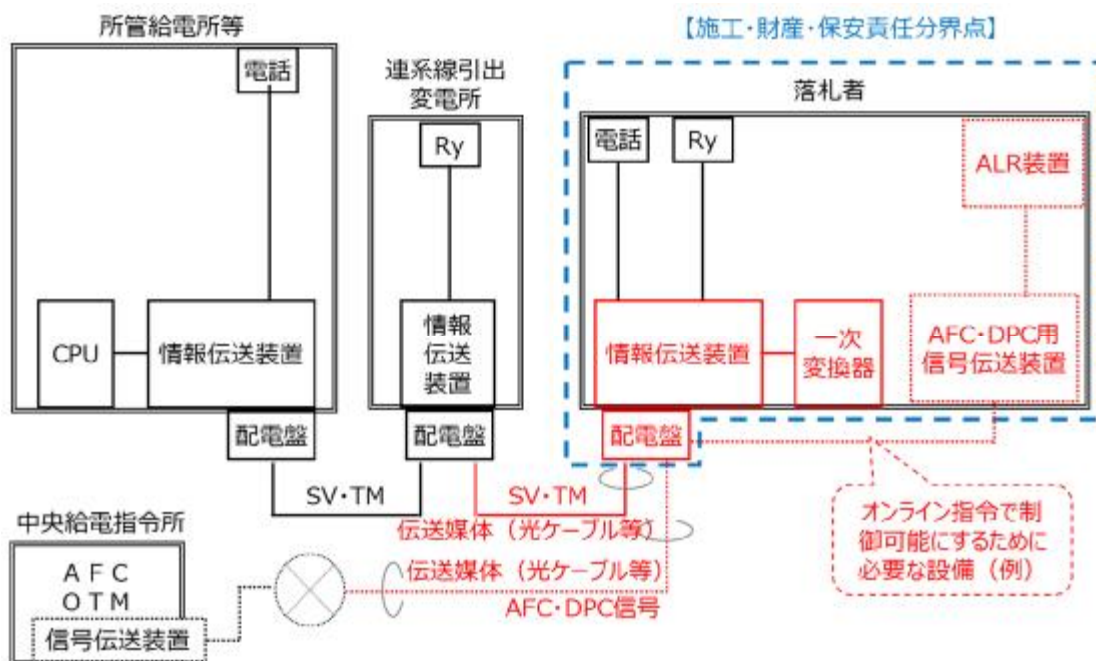 所管給電所等
電話
CPU
情報伝送装置
配電盤
連系線引出
変電所
Ry
情報
伝送
装置
配電盤
【施工・財産・保安責任分界点】
落札者
電話
Ry
ALR装置
情報伝送装置
一次
変換器
AFC・DPC用
信号伝送装置
配電盤
SV・TM
SV・TM
伝送媒体（光ケーブル等）
伝送媒体（光ケーブル等）
AFC・DPC信号
オンライン指令で制
御可能にするために
必要な設備（例）
中央給電指令所
ＡＦＣ
ＯＴＭ
信号伝送装置